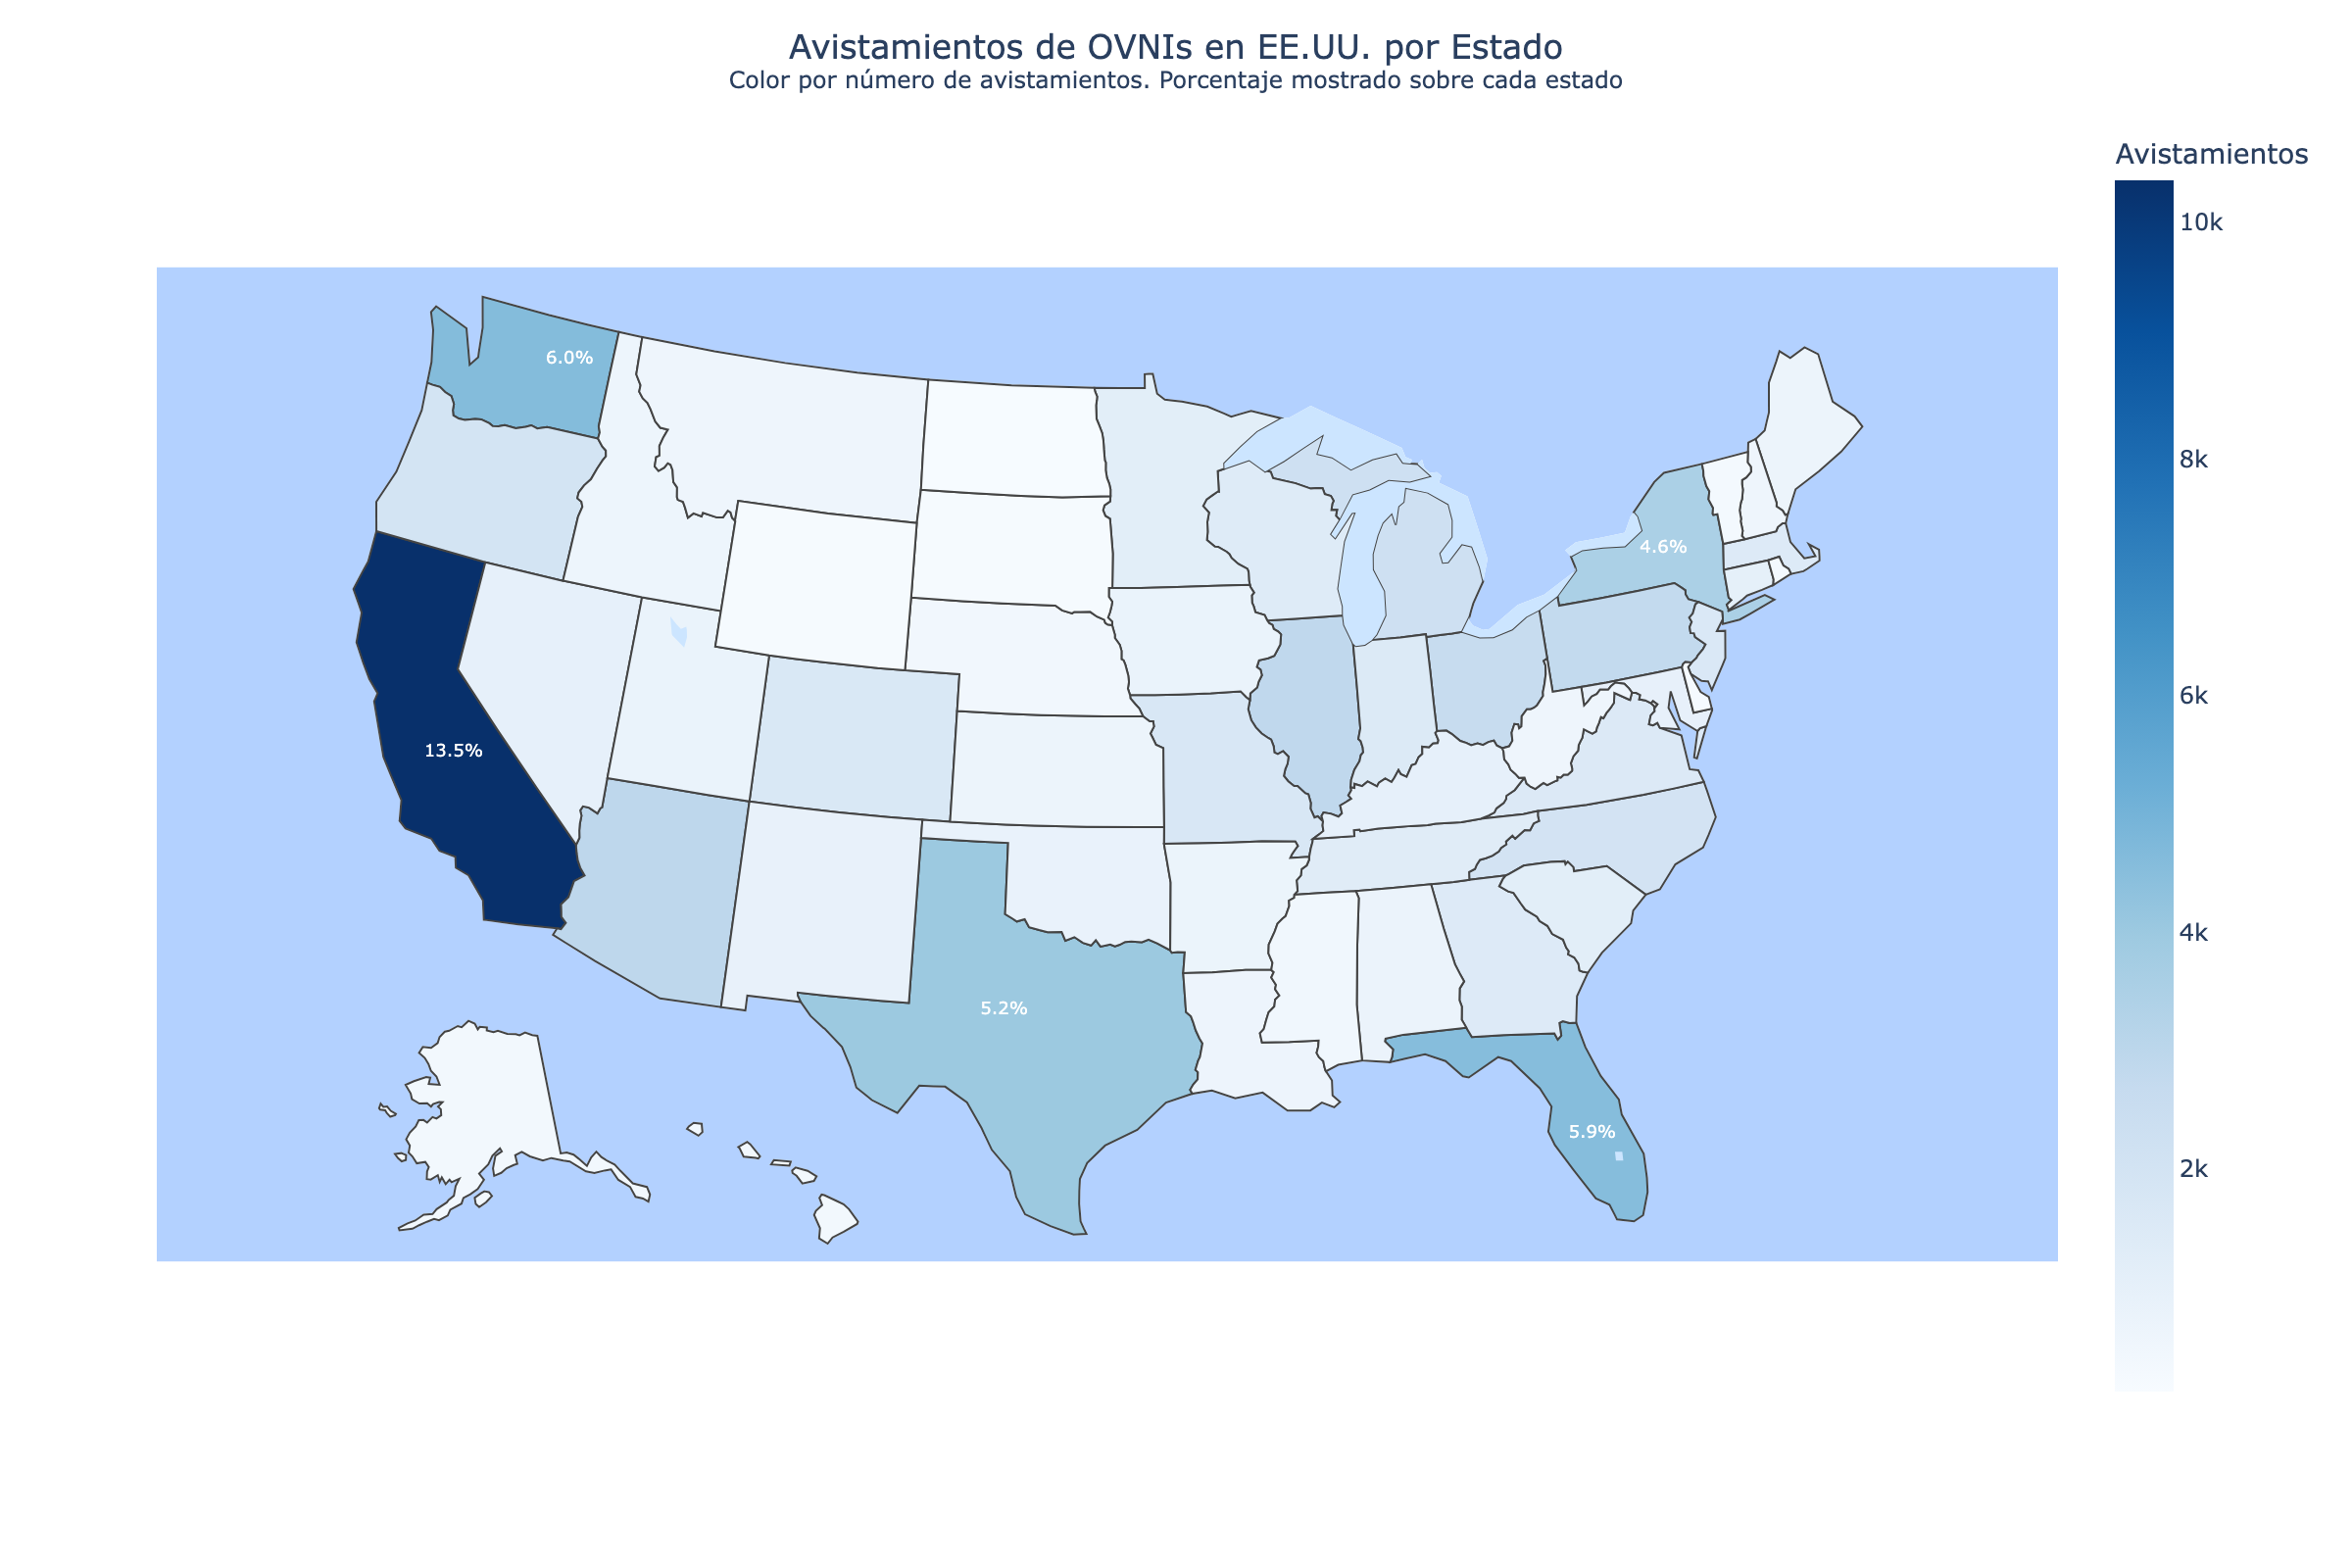 Avistamientos de OVNIs en EE.UU. por Estado
Color por número de avistamientos. Porcentaje mostrado sobre cada estado
Avistamientos
10k
8k
6k
4k
2k
6.0%
4.6%
13.5%
5.2%
5.9%